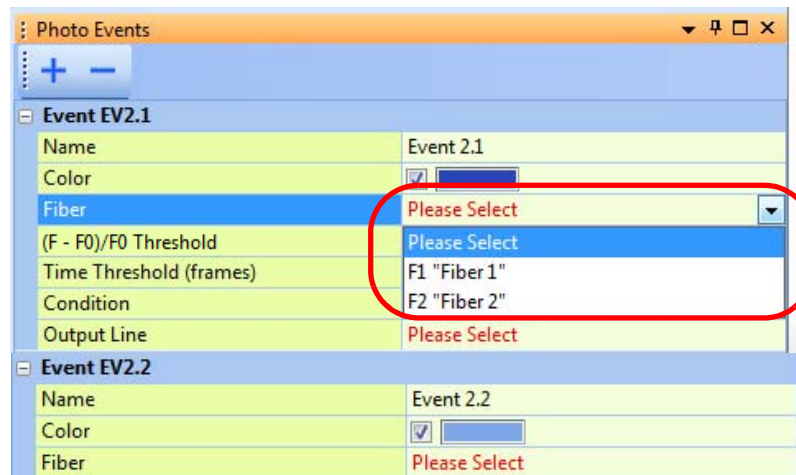 Photo Events
Event EV2.1
Name Event 2.1
Color
Fiber Please Select
(F - F0)/F0 Threshold Please Select
Time Threshold (frames) F1 "Fiber 1"
Condition F2 "Fiber 2"
Output Line Please Select
Event EV2.2
Name Event 2.2
Color
Fiber Please Select